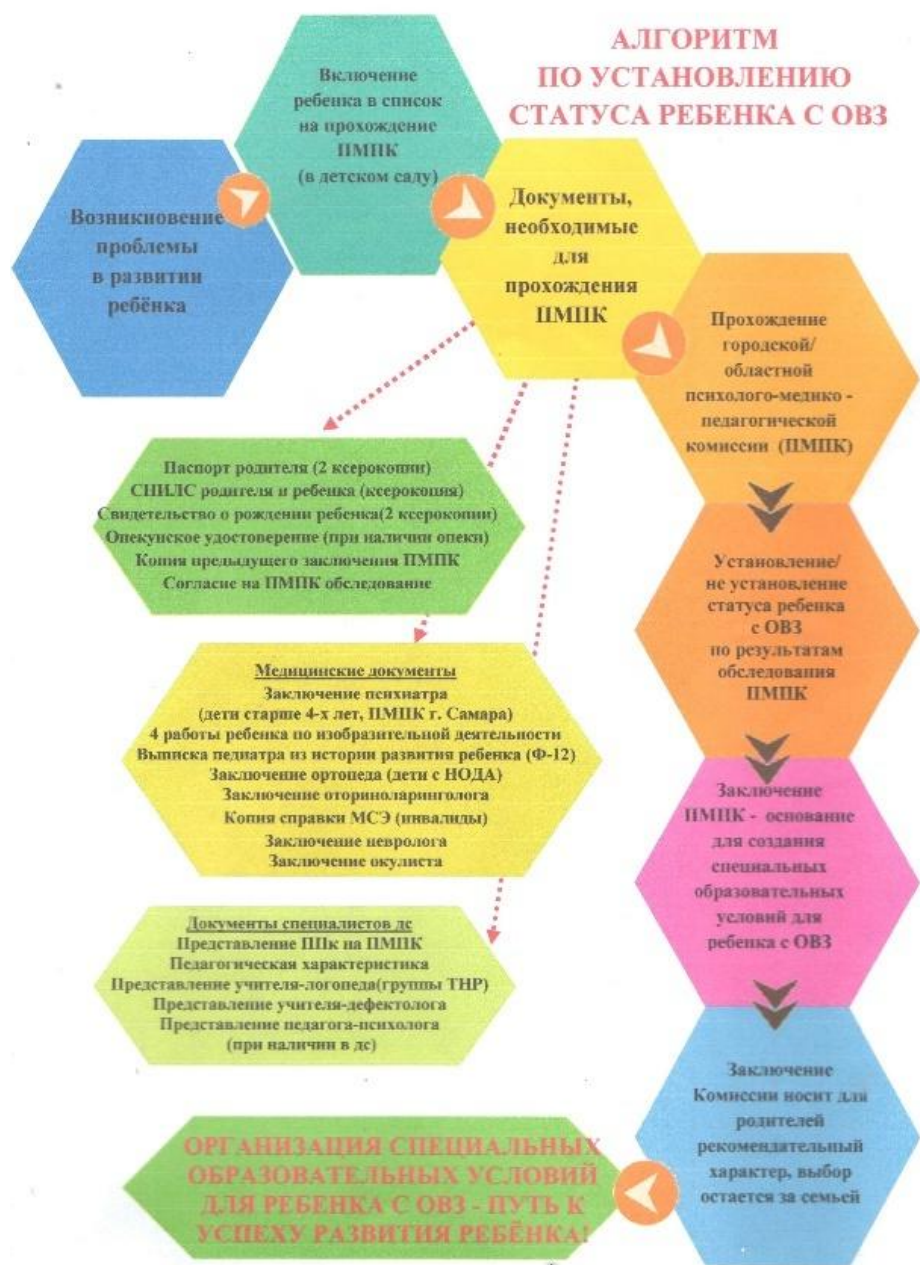 АЛГОРИТМ
ПО УСТАНОВЛЕНИЮ
СТАТУСА РЕБЕНКА С ОВЗ
Возникновение
проблемы
в развитии
ребёнка
Включение
ребенка в список
на прохождение
ПМПК
(в детском саду)
Документы,
необходимые
для
прохождения
ПМПК
Паспорт родителя (2 ксерокопии)
СНИЛС родителя и ребенка (ксерокопия)
Свидетельство о рождении ребенка(2 ксерокопии)
Опекунское удостоверение (при наличии опеки)
Копия предыдущего заключения ПМПК
Согласие на ПМПК обследование
Медицинские документы
Заключение психиатра
(дети старше 4-х лет, ПМПК г. Самара)
4 работы ребенка по изобразительной деятельности
Выписка педиатра из истории развития ребенка (Ф-12)
Заключение ортопеда (дети с НОДА)
Заключение оториноларинголога
Копия справки МСЭ (инвалиды)
Заключение невролога
Заключение окулиста
Документы специалистов дс
Представление ППк на ПМПК
Педагогическая характеристика
Представление учителя-логопеда(группы ТНР)
Представление учителя-дефектолога
Представление педагога-психолога
(при наличии в дс)
Прохождение
городской/
областной
психолого-медико -
педагогической
комиссии (ПМПК)
Установление/
не установление
статуса ребенка
с ОВЗ
по результатам
обследования
ПМПК
Заключение
ПМПК - основание
для создания
специальных
образовательных
условий для
ребенка с ОВЗ
Заключение
Комиссии носит для
родителей
рекомендательный
характер, выбор
остается за семьей
ОРГАНИЗАЦИЯ СПЕЦИАЛЬНЫХ
ОБРАЗОВАТЕЛЬНЫХ УСЛОВИЙ
ДЛЯ РЕБЕНКА С ОВЗ - ПУТЬ К
УСПЕХУ РАЗВИТИЯ РЕБЁНКА!